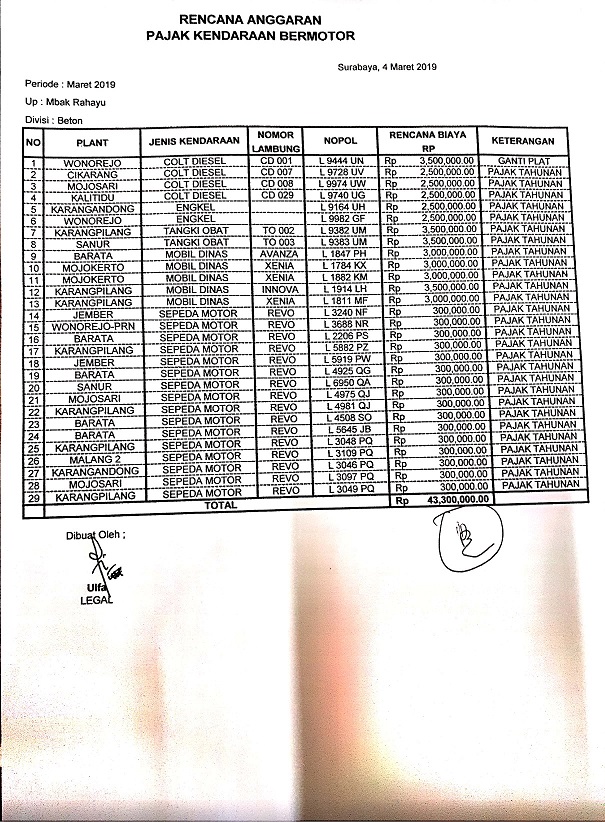 RENCANA ANGGARAN
PAJAK KENDARAAN BERMOTOR
Surabaya, 4 Maret 2019
Periode : Maret 2019
Up : Mbak Rahayu
Divisi : Beton
NO PLANT JENIS KENDARAAN NOMOR LAMBUNG NOPOL RENCANA BIAYA RP KETERANGAN
1 WONOREJO COLT DIESEL CD 001 L 9444 UN Rp 3,500,000.00 GANTI PLAT
2 CIKARANG COLT DIESEL CD 007 L 9728 UV Rp 2,500,000.00 PAJAK TAHUNAN
3 MOJOSARI COLT DIESEL CD 008 L 9974 UW Rp 2,500,000.00 PAJAK TAHUNAN
4 KALITIDU COLT DIESEL CD 029 L 9740 UG Rp 2,500,000.00 PAJAK TAHUNAN
5 KARANGANDONG ENGKEL L 9164 UH Rp 2,500,000.00 PAJAK TAHUNAN
6 WONOREJO ENGKEL L 9982 GF Rp 2,500,000.00 PAJAK TAHUNAN
7 KARANGPILANG TANGKI OBAT TO 002 L 9382 UM Rp 3,500,000.00 PAJAK TAHUNAN
8 SANUR TANGKI OBAT TO 003 L 9383 UM Rp 3,500,000.00 PAJAK TAHUNAN
9 BARATA MOBIL DINAS AVANZA L 1847 PH Rp 3,000,000.00 PAJAK TAHUNAN
10 MOJOKERTO MOBIL DINAS XENIA L 1784 KX Rp 3,000,000.00 PAJAK TAHUNAN
11 MOJOKERTO MOBIL DINAS XENIA L 1882 KM Rp 3,000,000.00 PAJAK TAHUNAN
12 KARANGPILANG MOBIL DINAS INNOVA L 1914 LH Rp 3,500,000.00 PAJAK TAHUNAN
13 KARANGPILANG MOBIL DINAS XENIA L 1811 MF Rp 3,000,000.00 PAJAK TAHUNAN
14 JEMBER SEPEDA MOTOR REVO L 3240 NF Rp 300,000.00 PAJAK TAHUNAN
15 WONOREJO-PRN SEPEDA MOTOR REVO L 3688 NR Rp 300,000.00 PAJAK TAHUNAN
16 BARATA SEPEDA MOTOR REVO L 2206 PS Rp 300,000.00 PAJAK TAHUNAN
17 KARANGPILANG SEPEDA MOTOR REVO L 5882 PZ Rp 300,000.00 PAJAK TAHUNAN
18 JEMBER SEPEDA MOTOR REVO L 5919 PW Rp 300,000.00 PAJAK TAHUNAN
19 BARATA SEPEDA MOTOR REVO L 4925 QG Rp 300,000.00 PAJAK TAHUNAN
20 SANUR SEPEDA MOTOR REVO L 6950 QA Rp 300,000.00 PAJAK TAHUNAN
21 MOJOSARI SEPEDA MOTOR REVO L 4975 QJ Rp 300,000.00 PAJAK TAHUNAN
22 KARANGPILANG SEPEDA MOTOR REVO L 4981 QJ Rp 300,000.00 PAJAK TAHUNAN
23 BARATA SEPEDA MOTOR REVO L 4508 SO Rp 300,000.00 PAJAK TAHUNAN
24 BARATA SEPEDA MOTOR REVO L 5645 JB Rp 300,000.00 PAJAK TAHUNAN
25 KARANGPILANG SEPEDA MOTOR REVO L 3048 PQ Rp 300,000.00 PAJAK TAHUNAN
26 MALANG 2 SEPEDA MOTOR REVO L 3109 PQ Rp 300,000.00 PAJAK TAHUNAN
27 KARANGANDONG SEPEDA MOTOR REVO L 3046 PQ Rp 300,000.00 PAJAK TAHUNAN
28 MOJOSARI SEPEDA MOTOR REVO L 3097 PQ Rp 300,000.00 PAJAK TAHUNAN
29 KARANGPILANG SEPEDA MOTOR REVO L 3049 PQ Rp 300,000.00 PAJAK TAHUNAN
TOTAL Rp 43,300,000.00
Dibuat Oleh ;
Ulfa
LEGAL